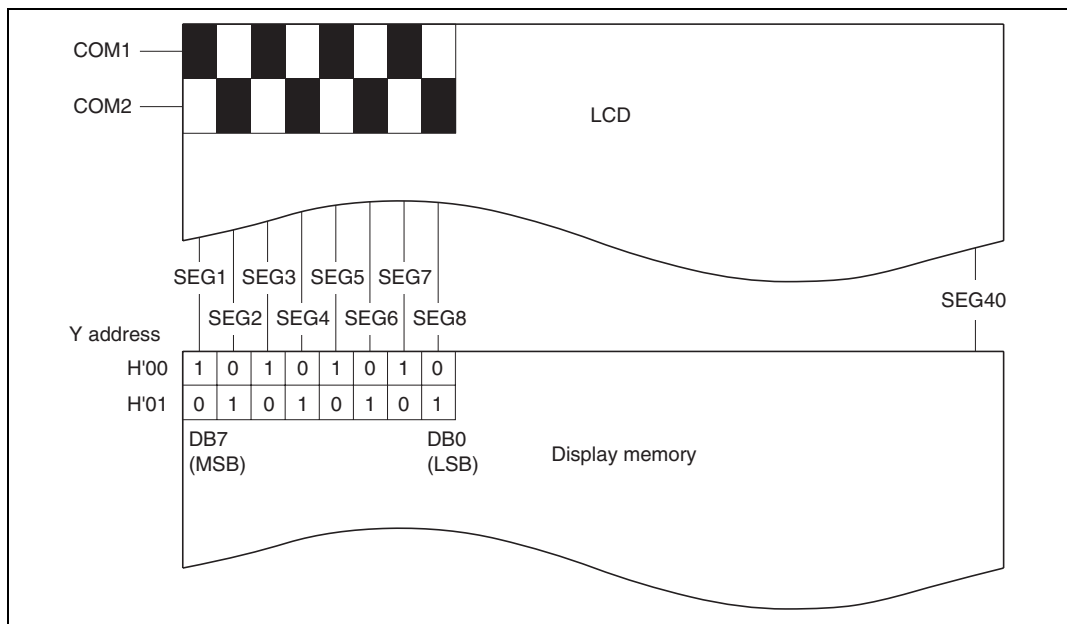 COM1
COM2
LCD
SEG1 SEG3 SEG5 SEG7
SEG40
SEG2 SEG4 SEG6 SEG8
Y address
H'00 1 0 1 0 1 0 1 0
H'01 0 1 0 1 0 1 0 1
DB7 DB0
(MSB) (LSB)
Display memory